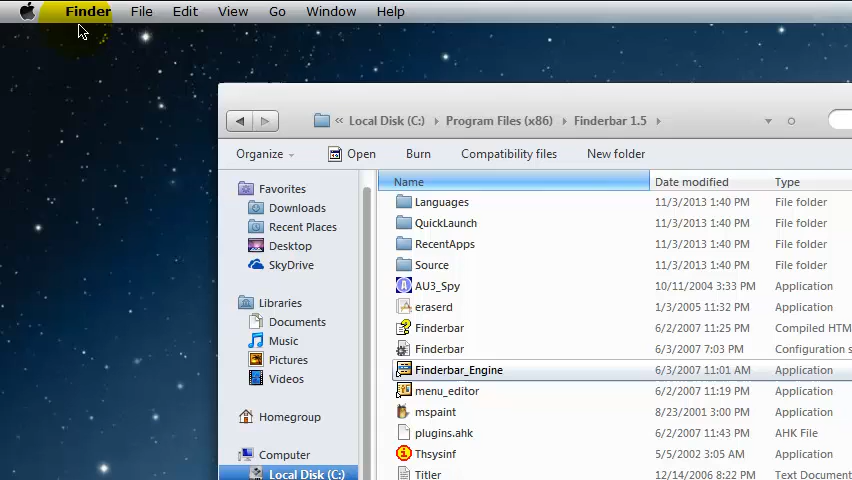 Finder File Edit View Go Window Help
« Local Disk (C:) Program Files (x86) Finderbar 1.5
Organize Open Burn Compatibility files New folder
Name Date modified Type
Favorites
Downloads
Recent Places
Desktop
SkyDrive
Libraries
Documents
Music
Pictures
Videos
Homegroup
Computer
Local Disk (C:)
Languages 11/3/2013 1:40 PM File folder
QuickLaunch 11/3/2013 1:40 PM File folder
RecentApps 11/3/2013 1:40 PM File folder
Source 11/3/2013 1:40 PM File folder
AU3_Spy 10/11/2004 3:33 PM Application
eraserd 1/3/2005 11:32 PM Application
Finderbar 6/2/2007 11:25 PM Compiled HTM
Finderbar 6/3/2007 7:03 PM Configuration s
Finderbar_Engine 6/3/2007 11:01 AM Application
menu_editor 6/2/2007 11:19 PM Application
mspaint 8/23/2001 3:00 PM Application
plugins.ahk 6/2/2007 11:43 PM AHK File
Thsysinf 5/5/2002 3:05 AM Application
Titler 12/14/2006 8:22 PM Text Document